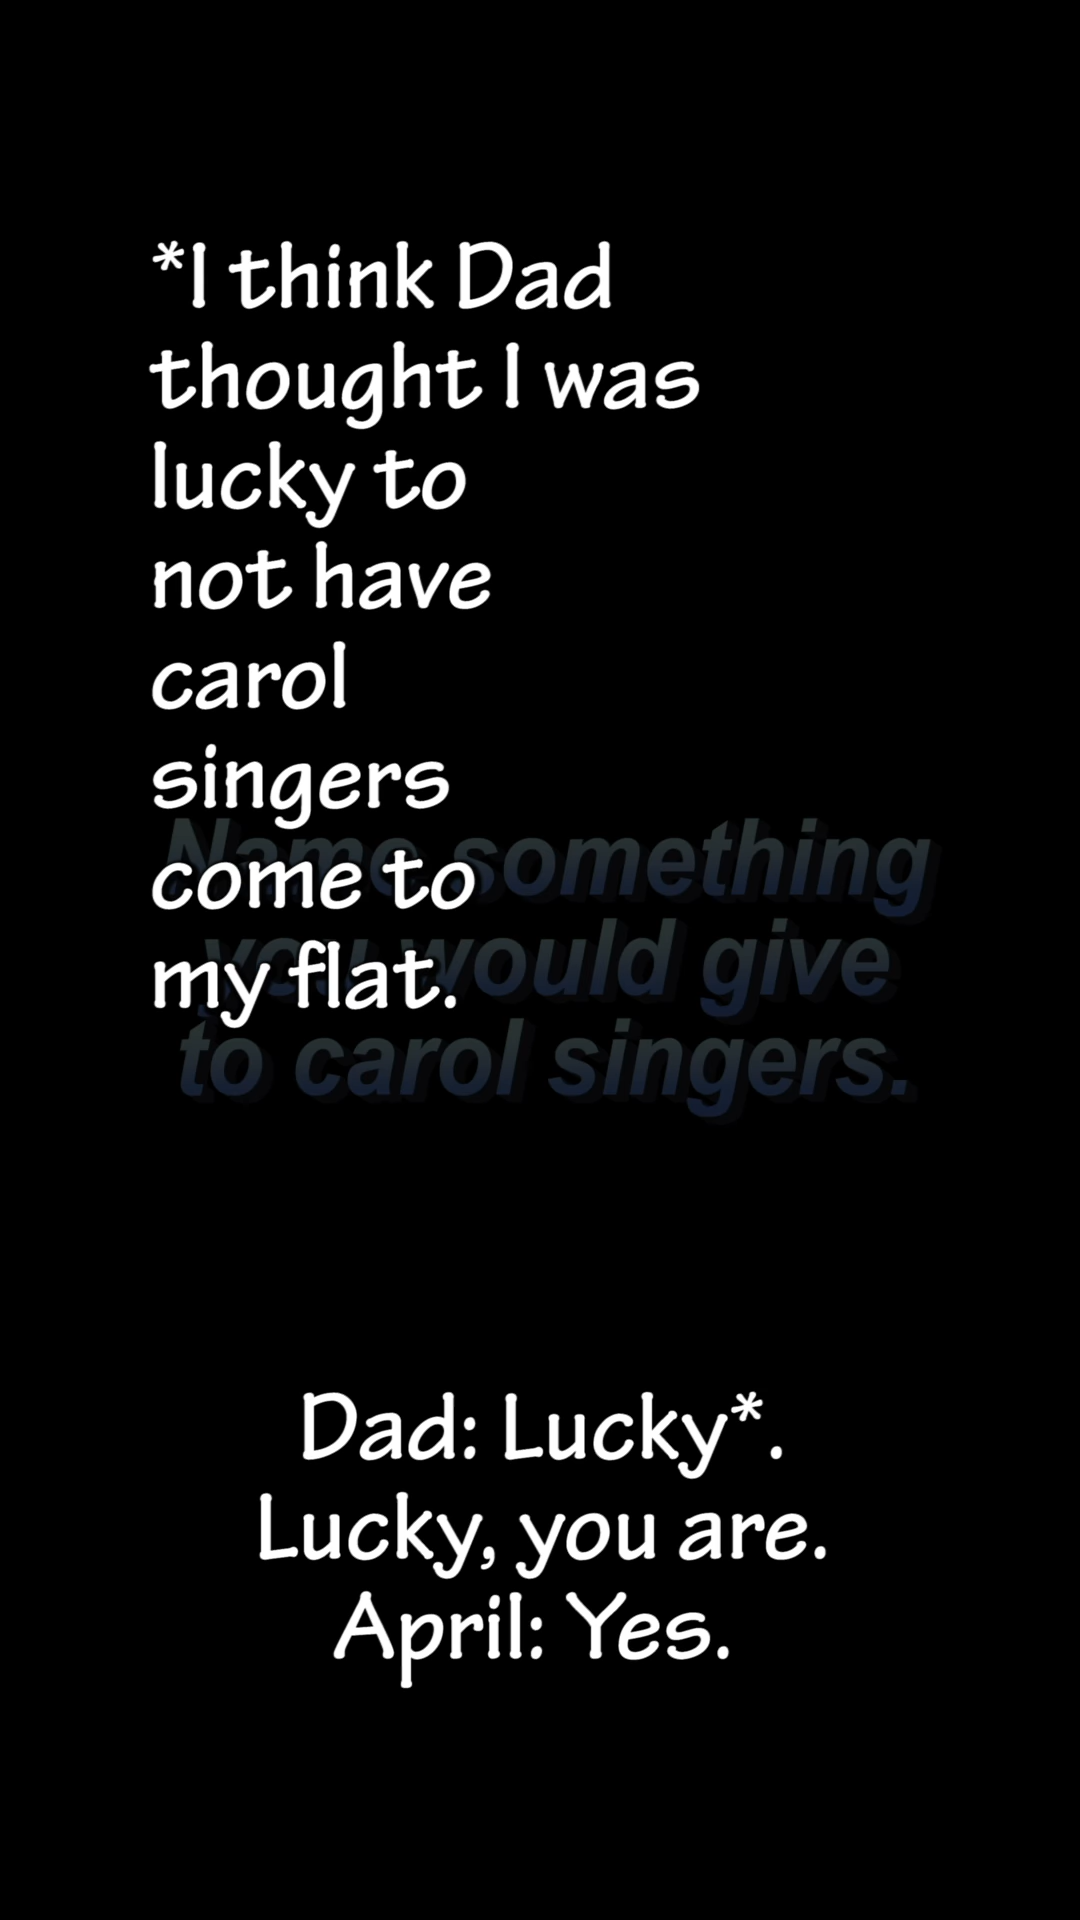 *I think Dad
thought I was
lucky to
not have
carol
singers
come to
my flat.
Name something
you would give
to carol singers.
Dad: Lucky*.
Lucky, you are.
April: Yes.